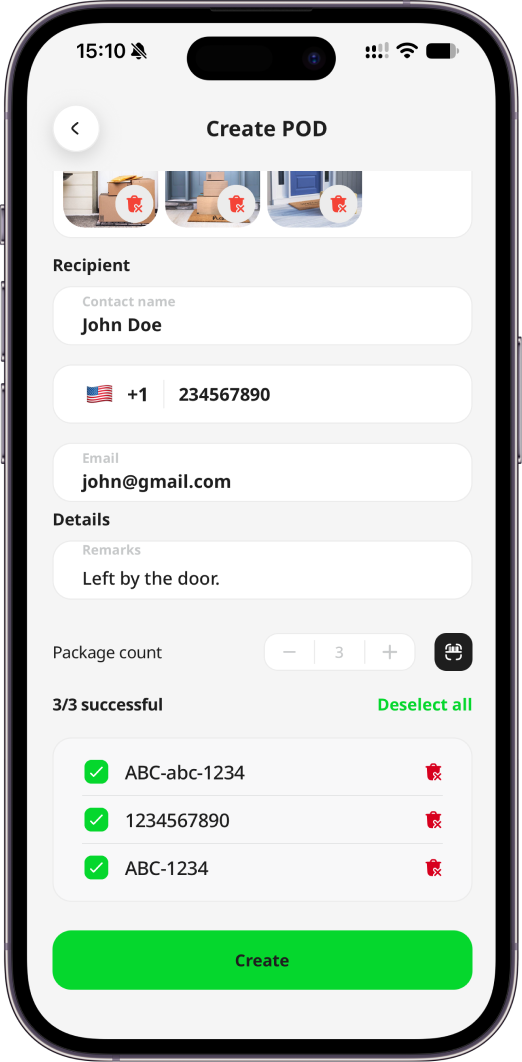 15:10
Create POD
Recipient
Contact name
John Doe
+1 234567890
Email
john@gmail.com
Details
Remarks
Left by the door.
Package count 3
3/3 successful Deselect all
ABC-abc-1234
1234567890
ABC-1234
Create